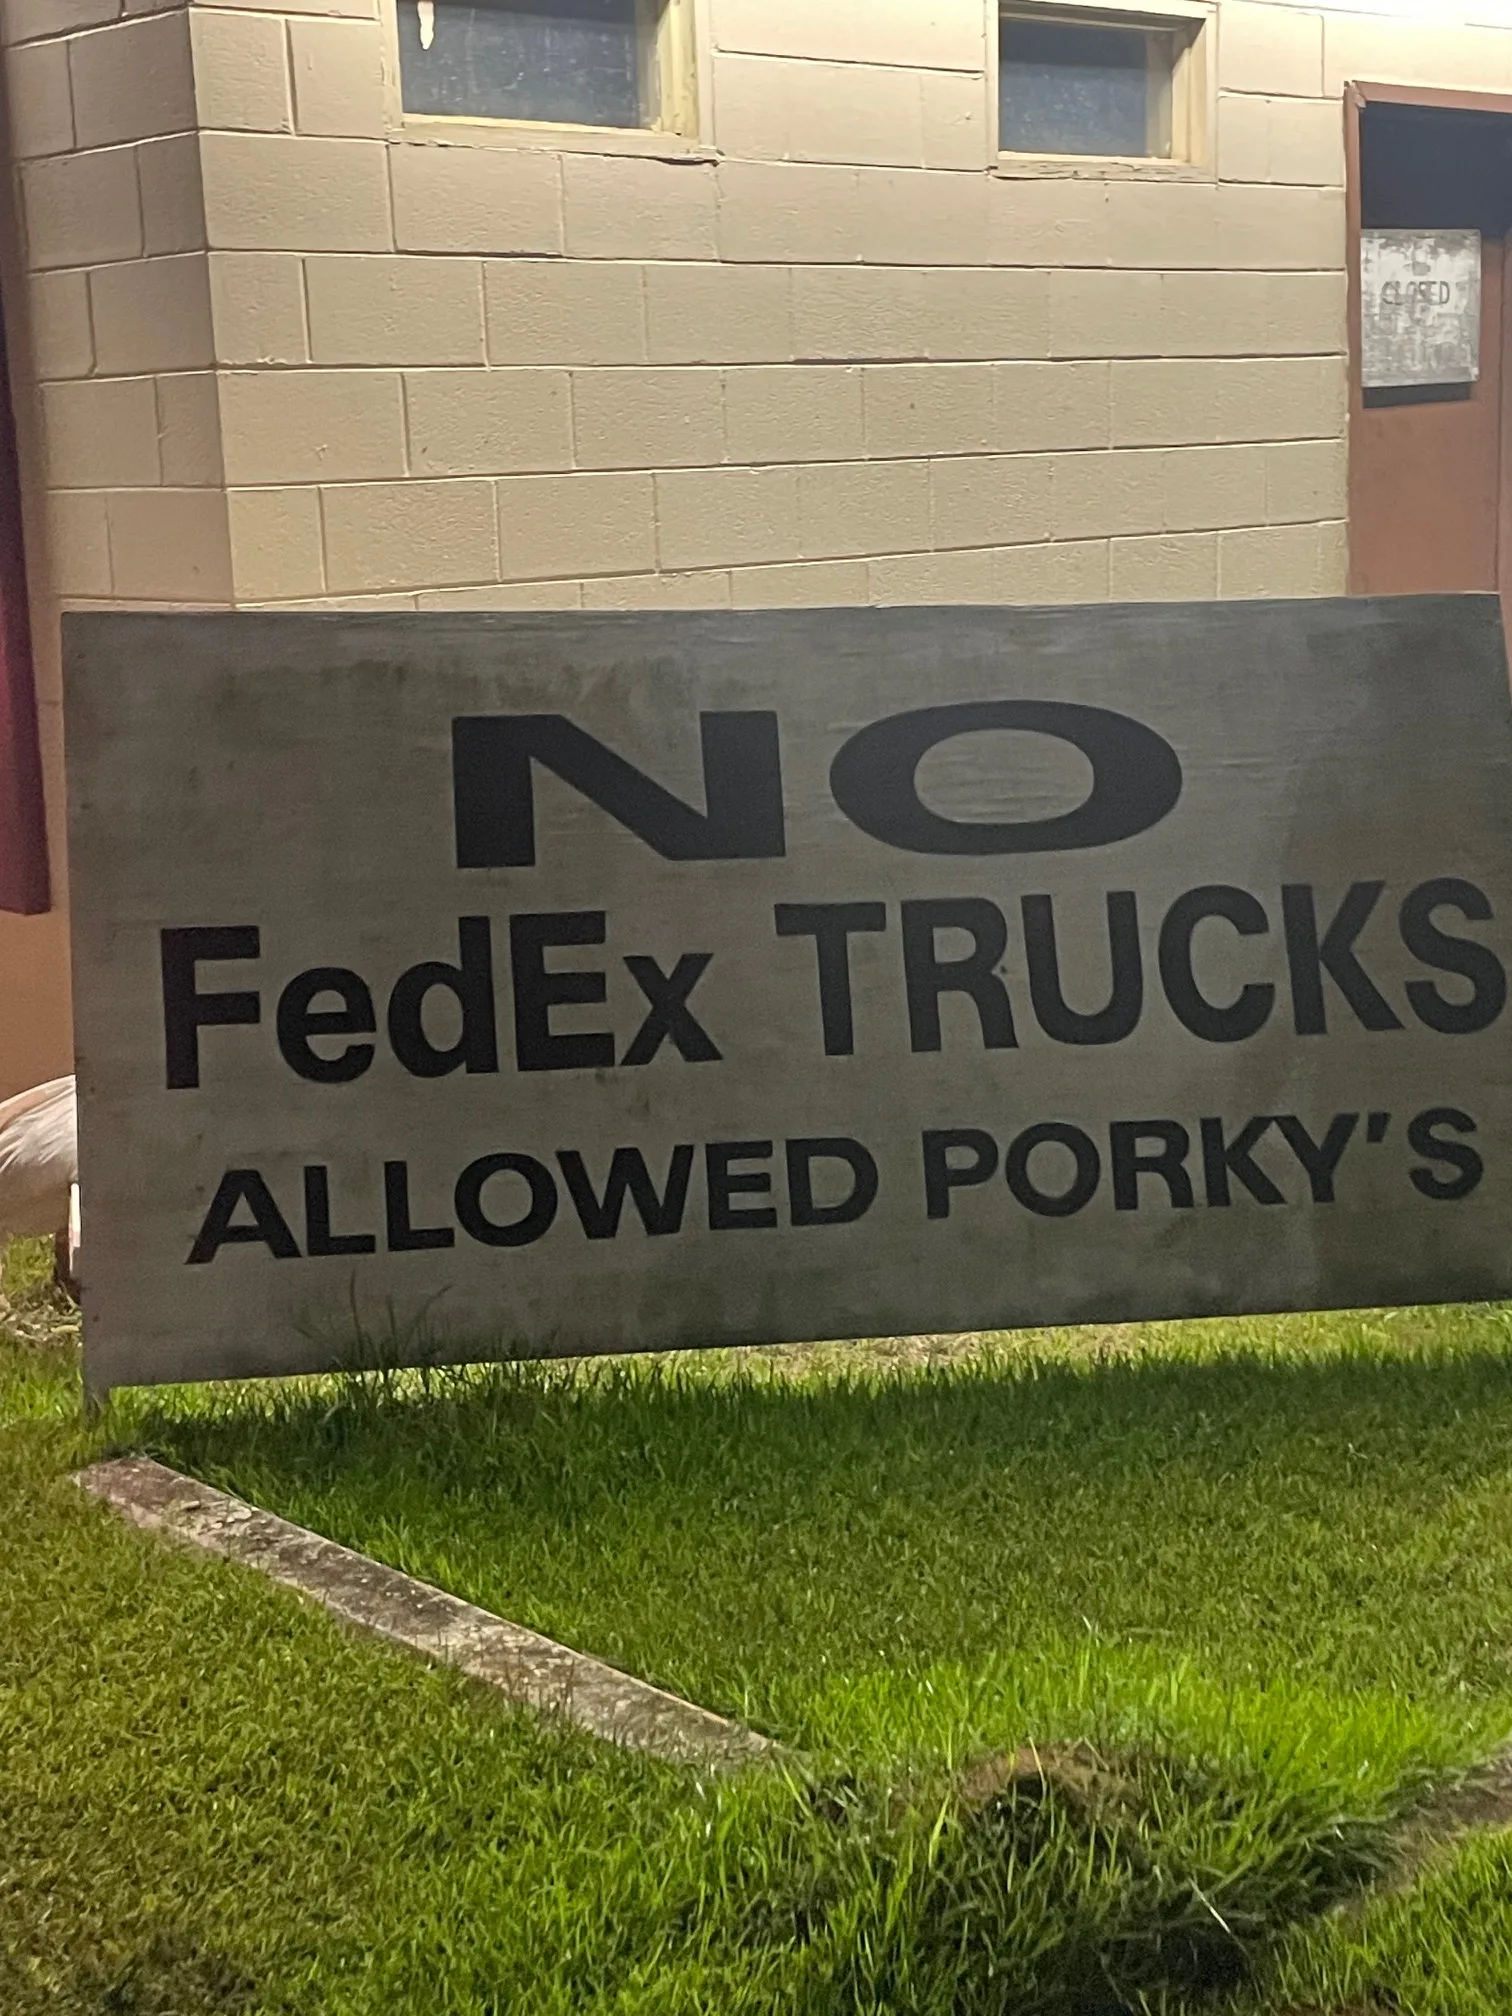 CLOSED
NO
FedEx TRUCKS
ALLOWED PORKY'S